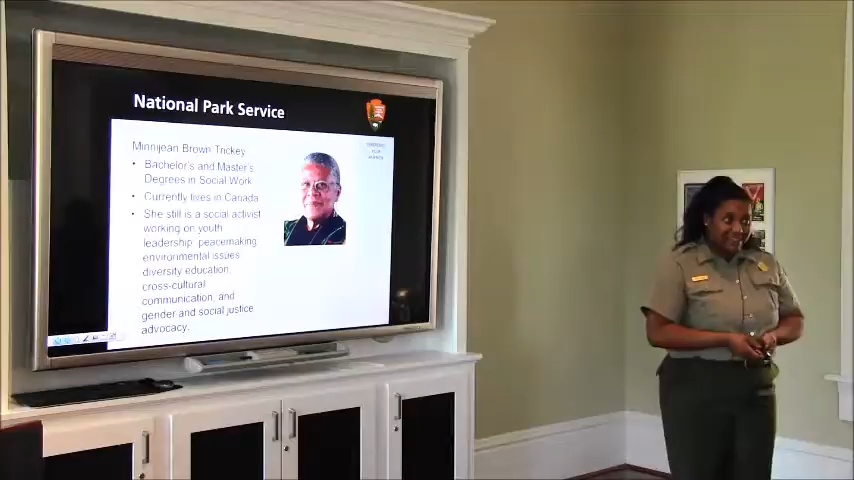 National Park Service
Minnijean Brown Trickey
• Bachelor's and Master's
Degrees in Social Work
• Currently lives in Canada
• She still is a social activist
working on youth
leadership, peacemaking,
environmental issues
diversity education,
cross-cultural
communication, and
gender and social justice
advocacy.